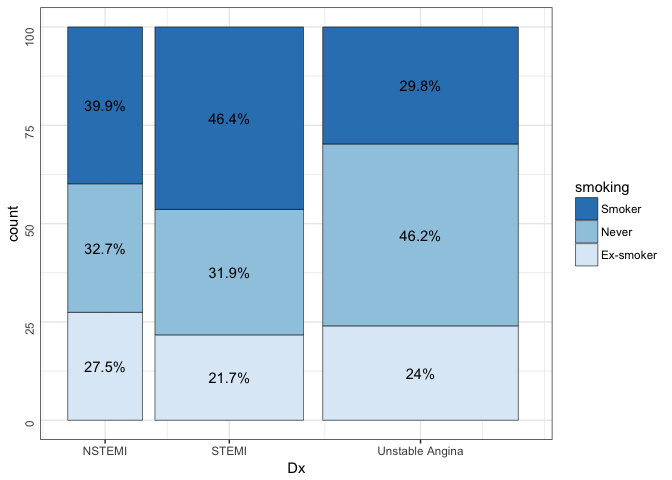 100
75
50
25
0
count
39.9%
46.4%
29.8%
32.7%
31.9%
46.2%
27.5%
21.7%
24%
NSTEMI
STEMI
Unstable Angina
Dx
smoking
Smoker
Never
Ex-smoker